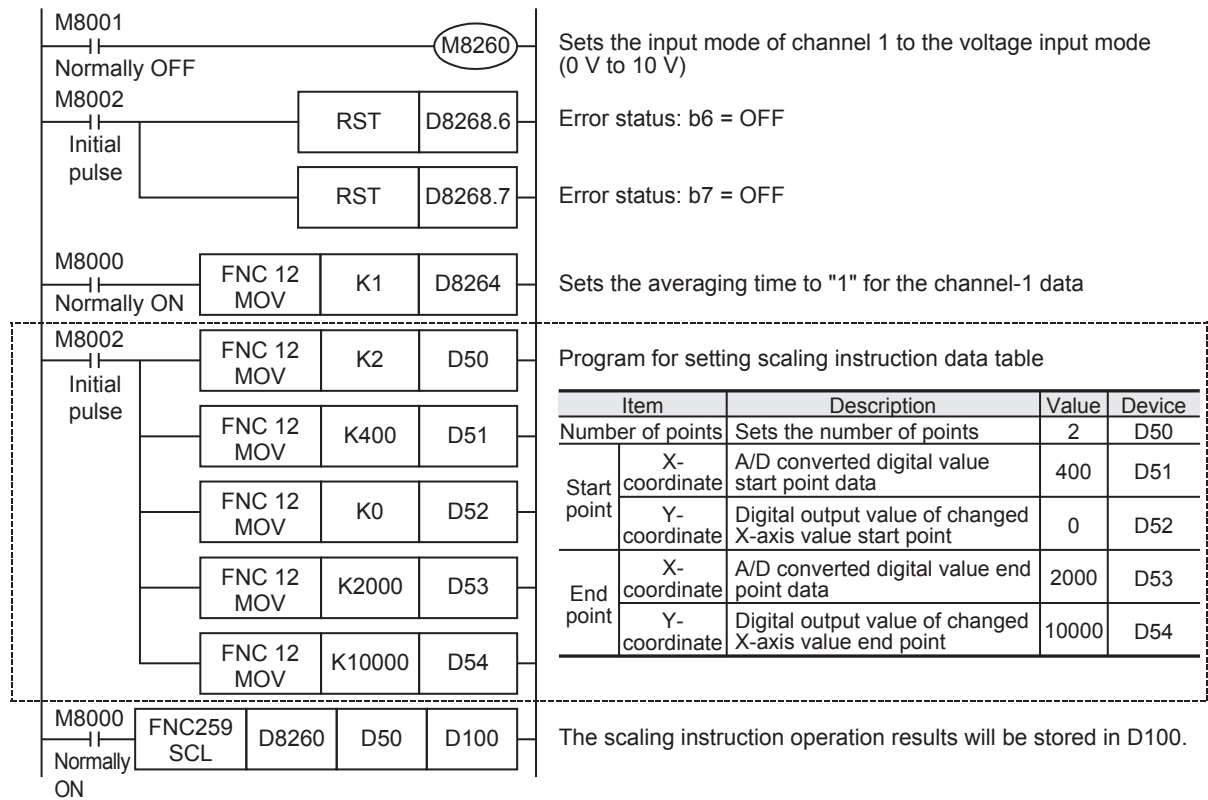 M8001
M8260
Normally OFF
Sets the input mode of channel 1 to the voltage input mode
(0 V to 10 V)
M8002
Initial
pulse
RST D8268.6
Error status: b6 = OFF
RST D8268.7
Error status: b7 = OFF
M8000
Normally ON
FNC 12
MOV
K1 D8264
Sets the averaging time to "1" for the channel-1 data
M8002
Initial
pulse
FNC 12
MOV
K2 D50
FNC 12
MOV
K400 D51
FNC 12
MOV
K0 D52
FNC 12
MOV
K2000 D53
FNC 12
MOV
K10000 D54
Program for setting scaling instruction data table
Item Description Value Device
Number of points Sets the number of points 2 D50
Start
point
X-
coordinate
A/D converted digital value
start point data
400 D51
Y-
coordinate
Digital output value of changed
X-axis value start point
0 D52
End
point
X-
coordinate
A/D converted digital value end
point data
2000 D53
Y-
coordinate
Digital output value of changed
X-axis value end point
10000 D54
M8000
Normally
ON
FNC259
SCL
D8260 D50 D100
The scaling instruction operation results will be stored in D100.